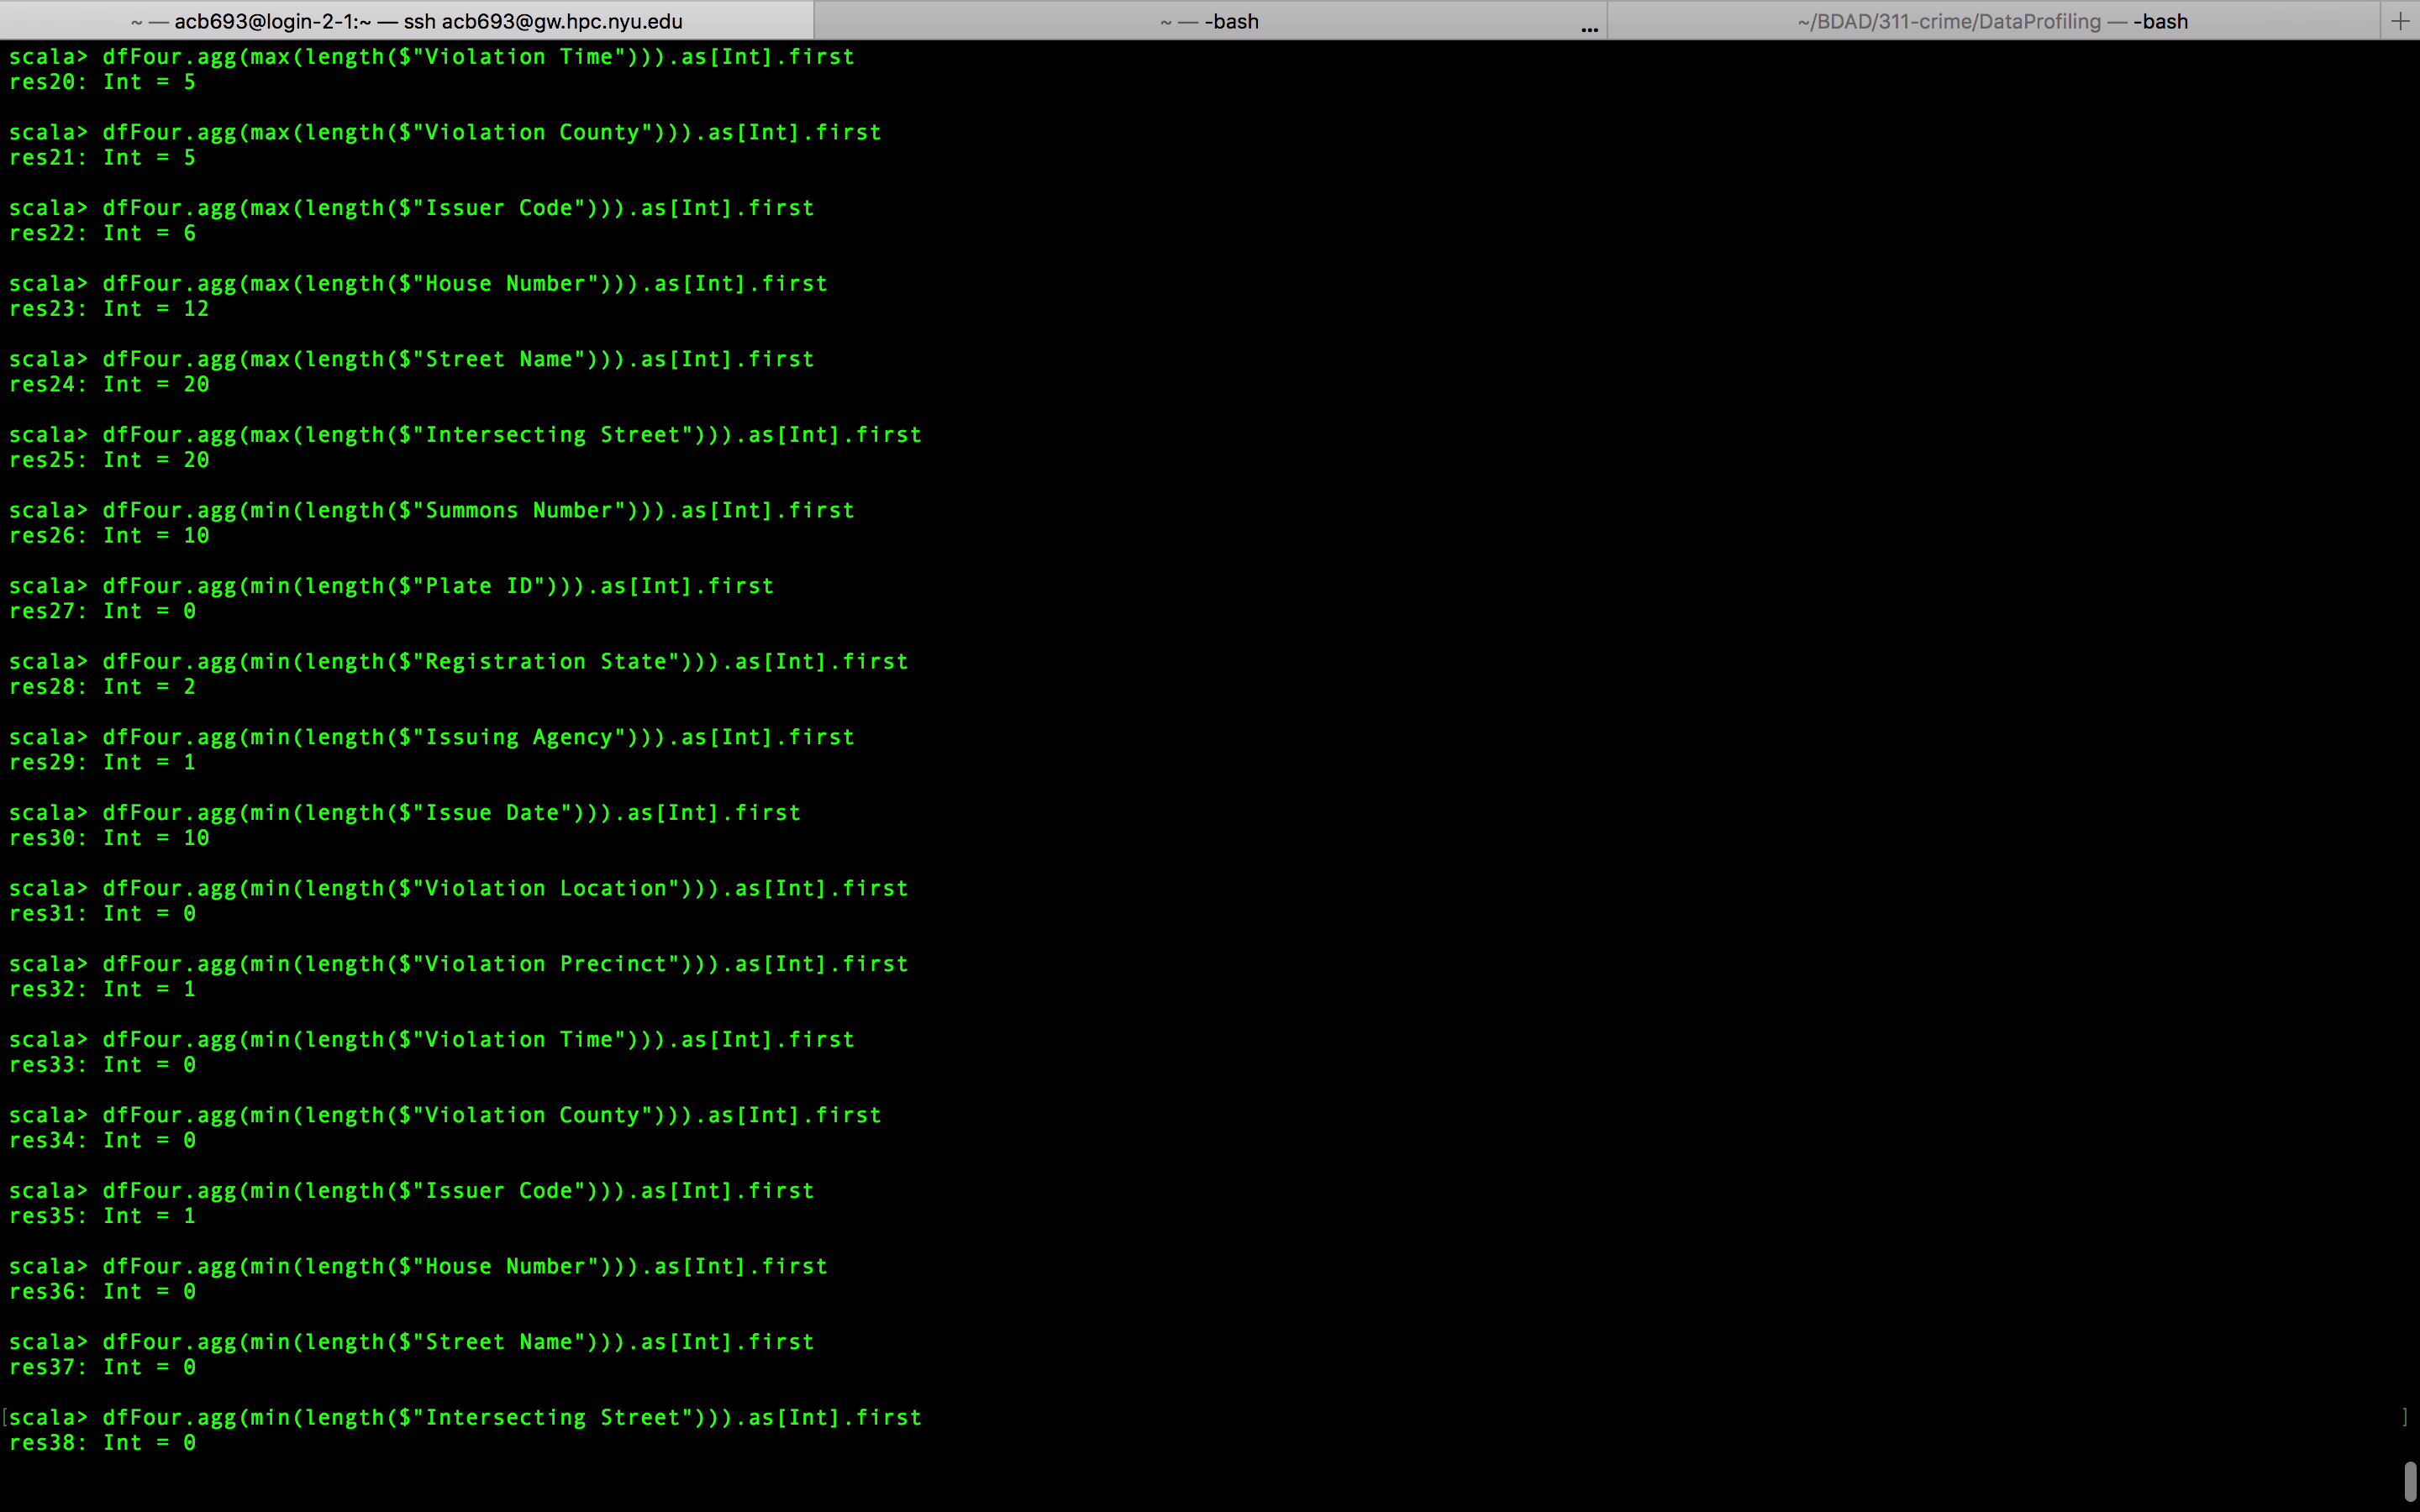 ~ — acb693@login-2-1:~ — ssh acb693@gw.hpc.nyu.edu
~ — -bash
...
~/BDAD/311-crime/DataProfiling — -bash
+
scala> dfFour.agg(max(length($"Violation Time"))).as[Int].first
res20: Int = 5
scala> dfFour.agg(max(length($"Violation County"))).as[Int].first
res21: Int = 5
scala> dfFour.agg(max(length($"Issuer Code"))).as[Int].first
res22: Int = 6
scala> dfFour.agg(max(length($"House Number"))).as[Int].first
res23: Int = 12
scala> dfFour.agg(max(length($"Street Name"))).as[Int].first
res24: Int = 20
scala> dfFour.agg(max(length($"Intersecting Street"))).as[Int].first
res25: Int = 20
scala> dfFour.agg(min(length($"Summons Number"))).as[Int].first
res26: Int = 10
scala> dfFour.agg(min(length($"Plate ID"))).as[Int].first
res27: Int = 0
scala> dfFour.agg(min(length($"Registration State"))).as[Int].first
res28: Int = 2
scala> dfFour.agg(min(length($"Issuing Agency"))).as[Int].first
res29: Int = 1
scala> dfFour.agg(min(length($"Issue Date"))).as[Int].first
res30: Int = 10
scala> dfFour.agg(min(length($"Violation Location"))).as[Int].first
res31: Int = 0
scala> dfFour.agg(min(length($"Violation Precinct"))).as[Int].first
res32: Int = 1
scala> dfFour.agg(min(length($"Violation Time"))).as[Int].first
res33: Int = 0
scala> dfFour.agg(min(length($"Violation County"))).as[Int].first
res34: Int = 0
scala> dfFour.agg(min(length($"Issuer Code"))).as[Int].first
res35: Int = 1
scala> dfFour.agg(min(length($"House Number"))).as[Int].first
res36: Int = 0
scala> dfFour.agg(min(length($"Street Name"))).as[Int].first
res37: Int = 0
[scala> dfFour.agg(min(length($"Intersecting Street"))).as[Int].first ]
res38: Int = 0